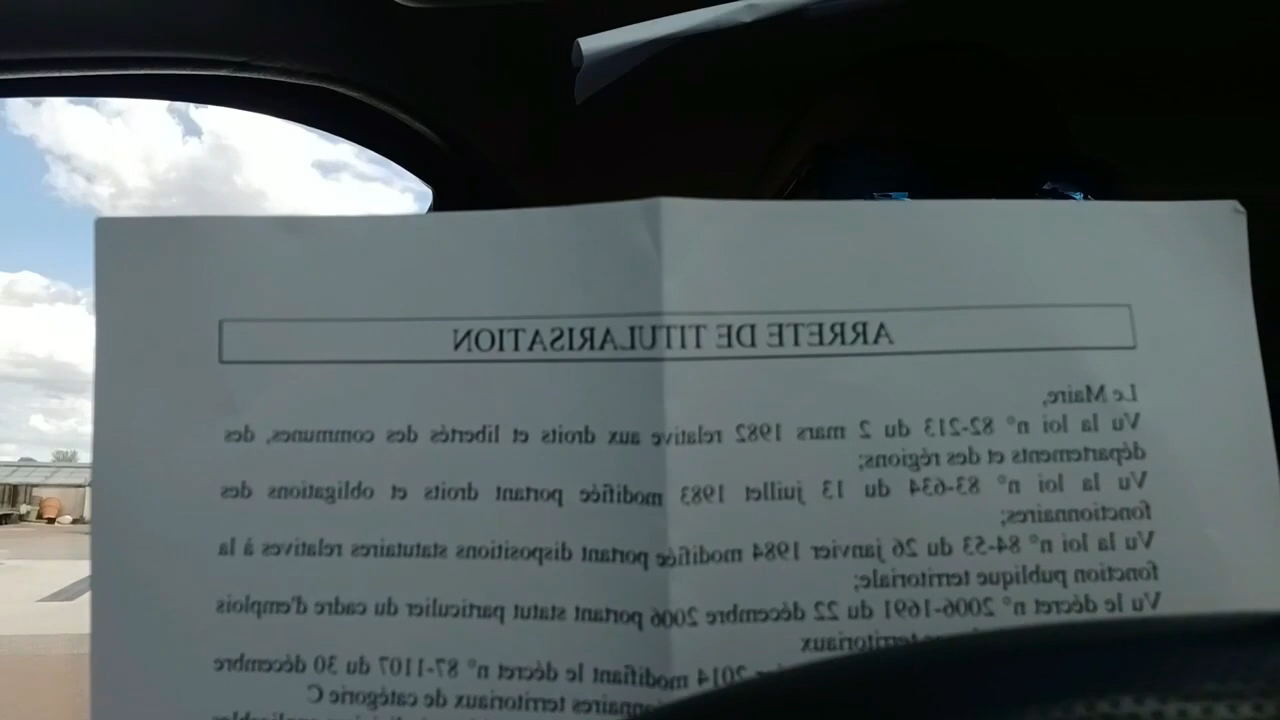 ARRETE DE TITULARISATION
Le Maire,
Vu la loi n° 82-213 du 2 mars 1982 relative aux droits et libertés des communes, des
départements et des régions;
Vu la loi n° 83-634 du 13 juillet 1983 modifiée portant droits et obligations des
fonctionnaires;
Vu la loi n° 84-53 du 26 janvier 1984 modifiée portant dispositions statutaires relatives à la
fonction publique territoriale;
Vu le décret n° 2006-1691 du 22 décembre 2006 portant statut particulier du cadre d'emplois
territoriaux
2014 modifiant le décret n° 87-1107 du 30 décembre
territoriaux de catégorie C